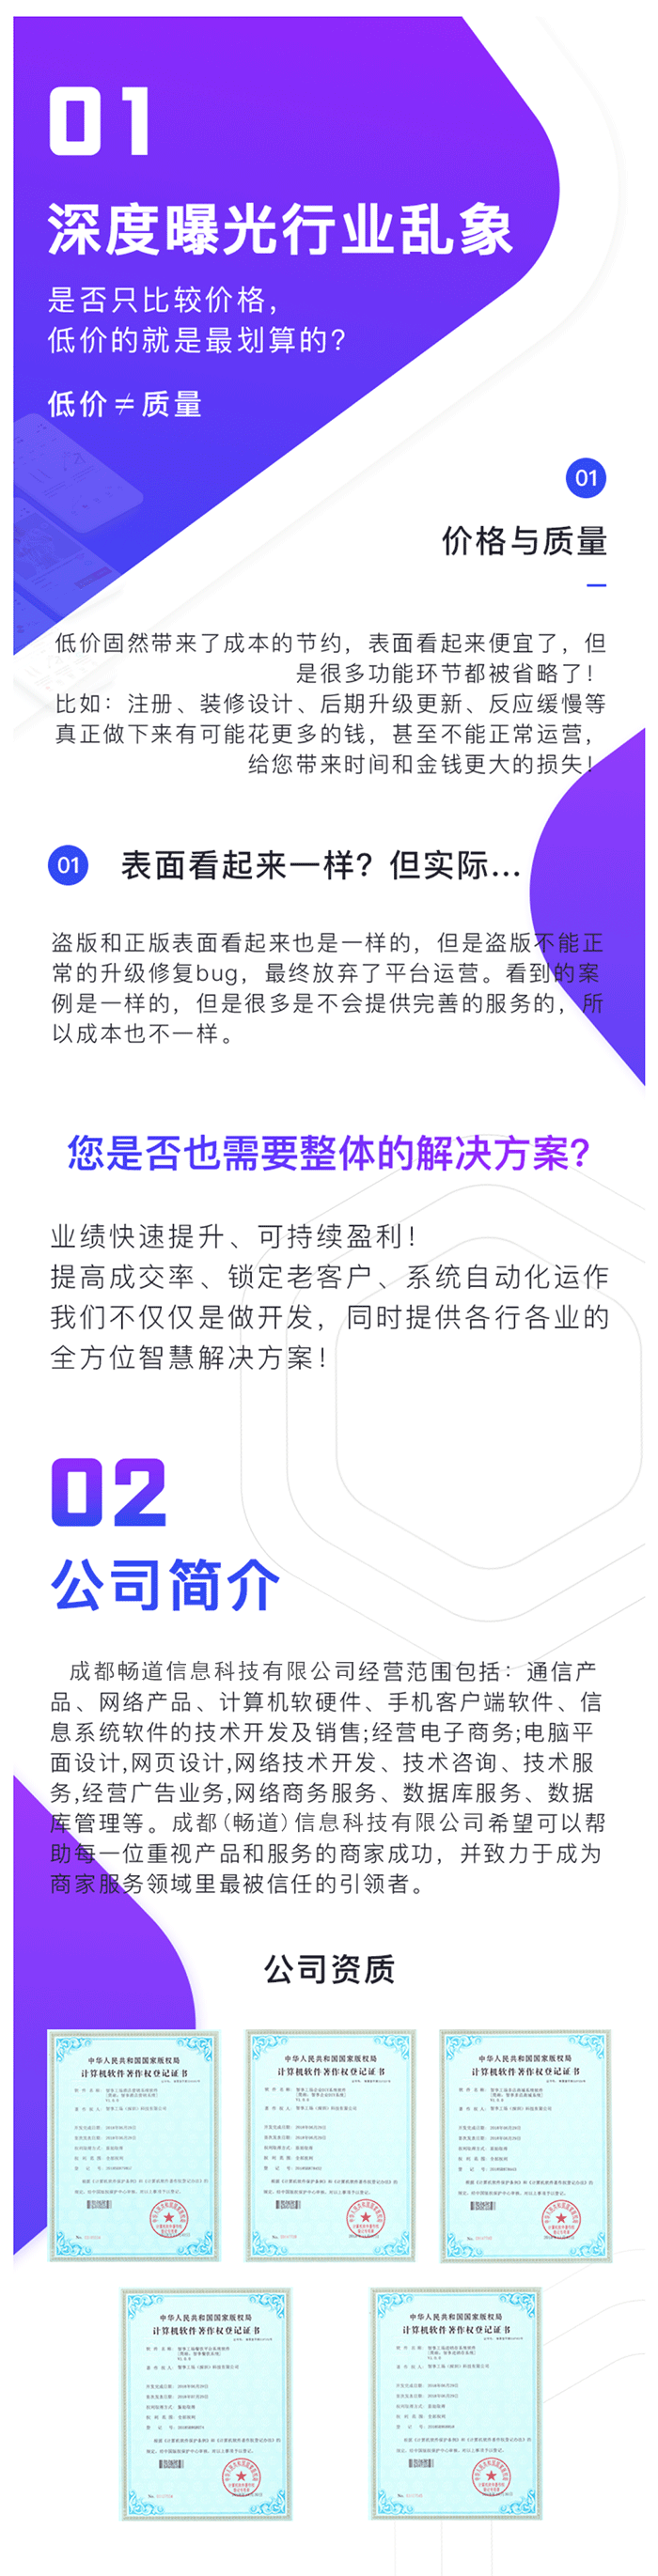 01
深度曝光行业乱象
是否只比较价格，
低价的就是最划算的？
低价≠质量
01
价格与质量
低价固然带来了成本的节约，表面看起来便宜了，但
是很多功能环节都被省略了！
比如：注册、装修设计、后期升级更新、反应缓慢等
真正做下来有可能花更多的钱，甚至不能正常运营，
给您带来时间和金钱更大的损失！
01
表面看起来一样？但实际...
盗版和正版表面看起来也是一样的，但是盗版不能正
常的升级修复bug，最终放弃了平台运营。看到的案
例是一样的，但是很多是不会提供完善的服务的，所
以成本也不一样。
您是否也需要整体的解决方案？
业绩快速提升、可持续盈利！
提高成交率、锁定老客户、系统自动化运作
我们不仅仅是做开发，同时提供各行各业的
全方位智慧解决方案！
02
公司简介
成都畅道信息科技有限公司经营范围包括：通信产
品、网络产品、计算机软硬件、手机客户端软件、信
息系统软件的技术开发及销售;经营电子商务;电脑平
面设计,网页设计,网络技术开发、技术咨询、技术服
务,经营广告业务,网络商务服务、数据库服务、数据
库管理等。成都（畅道）信息科技有限公司希望可以帮
助每一位重视产品和服务的商家成功，并致力于成为
商家服务领域里最被信任的引领者。
公司资质
中华人民共和国国家版权局
计算机软件著作权登记证书
中华人民共和国国家版权局
计算机软件著作权登记证书
中华人民共和国国家版权局
计算机软件著作权登记证书
中华人民共和国国家版权局
计算机软件著作权登记证书
中华人民共和国国家版权局
计算机软件著作权登记证书